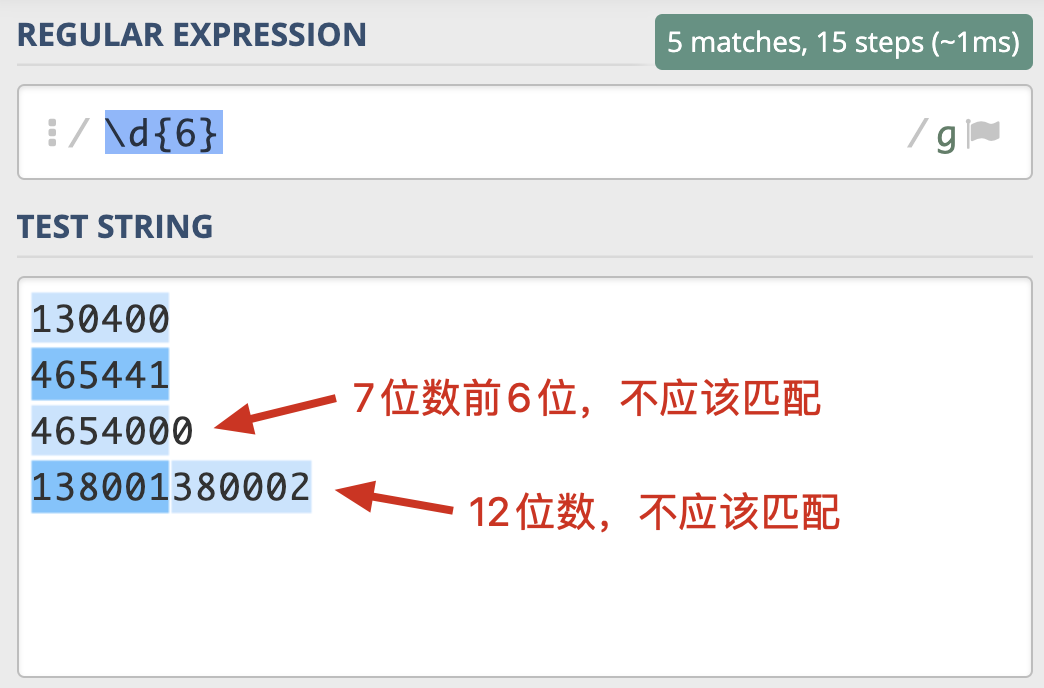 REGULAR EXPRESSION
5 matches, 15 steps (~1ms)
/ \d{6} / g
TEST STRING
130400
465441
7位数前6位，不应该匹配
4654000
138001380002
12位数，不应该匹配